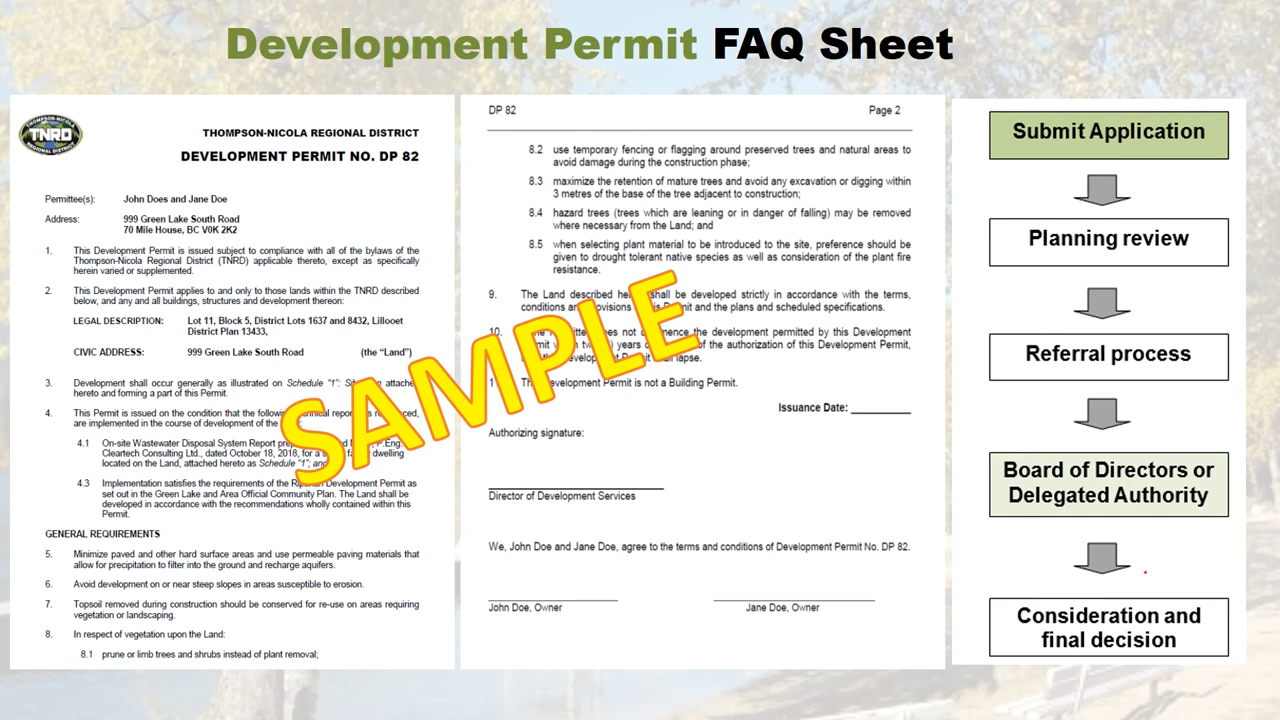 Development Permit FAQ Sheet
THOMPSON-NICOLA
TNRD
REGIONAL DISTRICT
THOMPSON-NICOLA REGIONAL DISTRICT
DEVELOPMENT PERMIT NO. DP 82
Permittee(s): John Does and Jane Doe
Address: 999 Green Lake South Road
70 Mile House, BC V0K 2K2
1. This Development Permit is issued subject to compliance with all of the bylaws of the
Thompson-Nicola Regional District (TNRD) applicable thereto, except as specifically
herein varied or supplemented.
2. This Development Permit applies to and only to those lands within the TNRD described
below, and any and all buildings, structures and development thereon:
LEGAL DESCRIPTION: Lot 11, Block 5, District Lots 1637 and 8432, Lillooet
District Plan 13433,
CIVIC ADDRESS: 999 Green Lake South Road (the “Land”)
3. Development shall occur generally as illustrated on Schedule “1”: attached
hereto and forming a part of this Permit.
4. This Permit is issued on the condition that the following
are implemented in the course of development of the
4.1 On-site Wastewater Disposal System Report P.Eng.
Cleartech Consulting Ltd., dated October 18, 2018, for a dwelling
located on the Land, attached hereto as Schedule “1”; and
4.3 Implementation satisfies the requirements of the Riparian Development Permit as
set out in the Green Lake and Area Official Community Plan. The Land shall be
developed in accordance with the recommendations wholly contained within this
Permit.
GENERAL REQUIREMENTS
5. Minimize paved and other hard surface areas and use permeable paving materials that
allow for precipitation to filter into the ground and recharge aquifers.
6. Avoid development on or near steep slopes in areas susceptible to erosion.
7. Topsoil removed during construction should be conserved for re-use on areas requiring
vegetation or landscaping.
8. In respect of vegetation upon the Land:
8.1 prune or limb trees and shrubs instead of plant removal;
DP 82 Page 2
8.2 use temporary fencing or flagging around preserved trees and natural areas to
avoid damage during the construction phase;
8.3 maximize the retention of mature trees and avoid any excavation or digging within
3 metres of the base of the tree adjacent to construction;
8.4 hazard trees (trees which are leaning or in danger of falling) may be removed
where necessary from the Land; and
8.5 when selecting plant material to be introduced to the site, preference should be
given to drought tolerant native species as well as consideration of the plant fire
resistance.
9. The Land described shall be developed strictly in accordance with the terms,
conditions and provisions Permit and the plans and scheduled specifications.
10. does not commence the development permitted by this Development
years of the authorization of this Development Permit,
lapse.
Development Permit is not a Building Permit.
Issuance Date:
Authorizing signature:
Director of Development Services
We, John Doe and Jane Doe, agree to the terms and conditions of Development Permit No. DP 82.
John Doe, Owner Jane Doe, Owner
SAMPLE
Submit Application
Planning review
Referral process
Board of Directors or
Delegated Authority
Consideration and
final decision